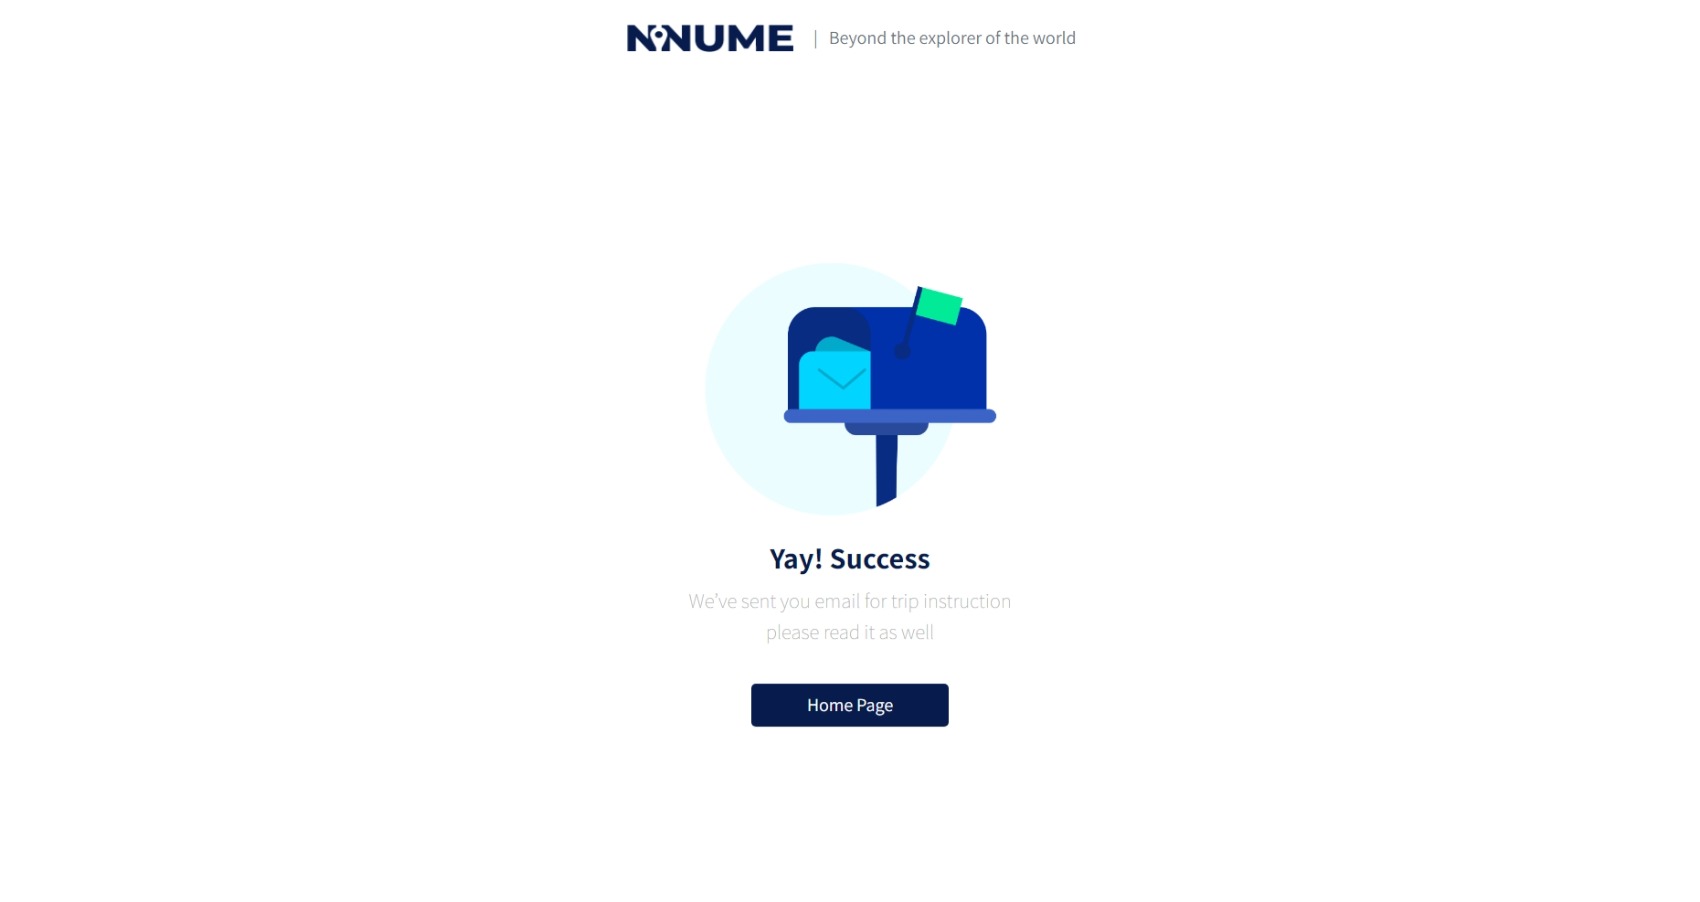 NONUME | Beyond the explorer of the world
Yay! Success
We've sent you email for trip instruction
please read it as well
Home Page